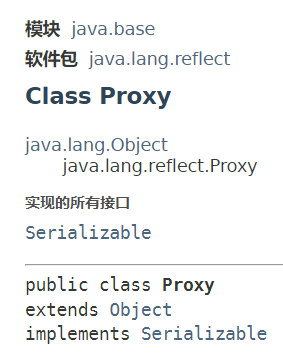 模块 java.base
软件包 java.lang.reflect
Class Proxy
java.lang.Object
java.lang.reflect.Proxy
实现的所有接口
Serializable
public class Proxy
extends Object
implements Serializable